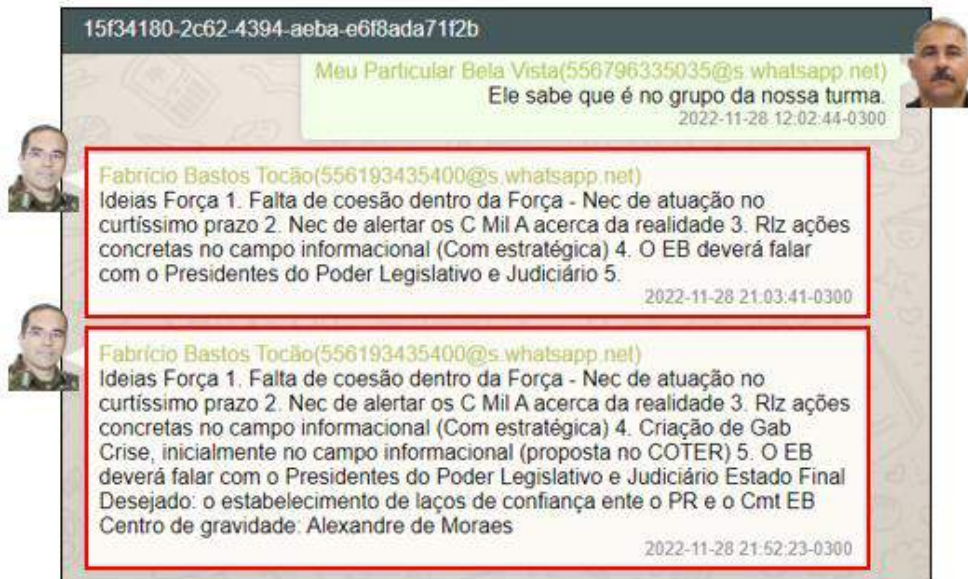 15f34180-2c62-4394-aeba-e6f8ada71f2b
Meu Particular Bela Vista(556796335035@s.whatsapp.net)
Ele sabe que é no grupo da nossa turma.
2022-11-28 12:02:44-0300
Fabrício Bastos Tocão(556193435400@s.whatsapp.net)
Ideias Força 1. Falta de coesão dentro da Força - Nec de atuação no
curtíssimo prazo 2. Nec de alertar os C Mil A acerca da realidade 3. Rlz ações
concretas no campo informacional (Com estratégica) 4. O EB deverá falar
com o Presidentes do Poder Legislativo e Judiciário 5.
2022-11-28 21:03:41-0300
Fabrício Bastos Tocão(556193435400@s.whatsapp.net)
Ideias Força 1. Falta de coesão dentro da Força - Nec de atuação no
curtíssimo prazo 2. Nec de alertar os C Mil A acerca da realidade 3. Rlz ações
concretas no campo informacional (Com estratégica) 4. Criação de Gab
Crise, inicialmente no campo informacional (proposta no COTER) 5. O EB
deverá falar com o Presidentes do Poder Legislativo e Judiciário Estado Final
Desejado: o estabelecimento de laços de confiança ente o PR e o Cmt EB
Centro de gravidade: Alexandre de Moraes
2022-11-28 21:52:23-0300